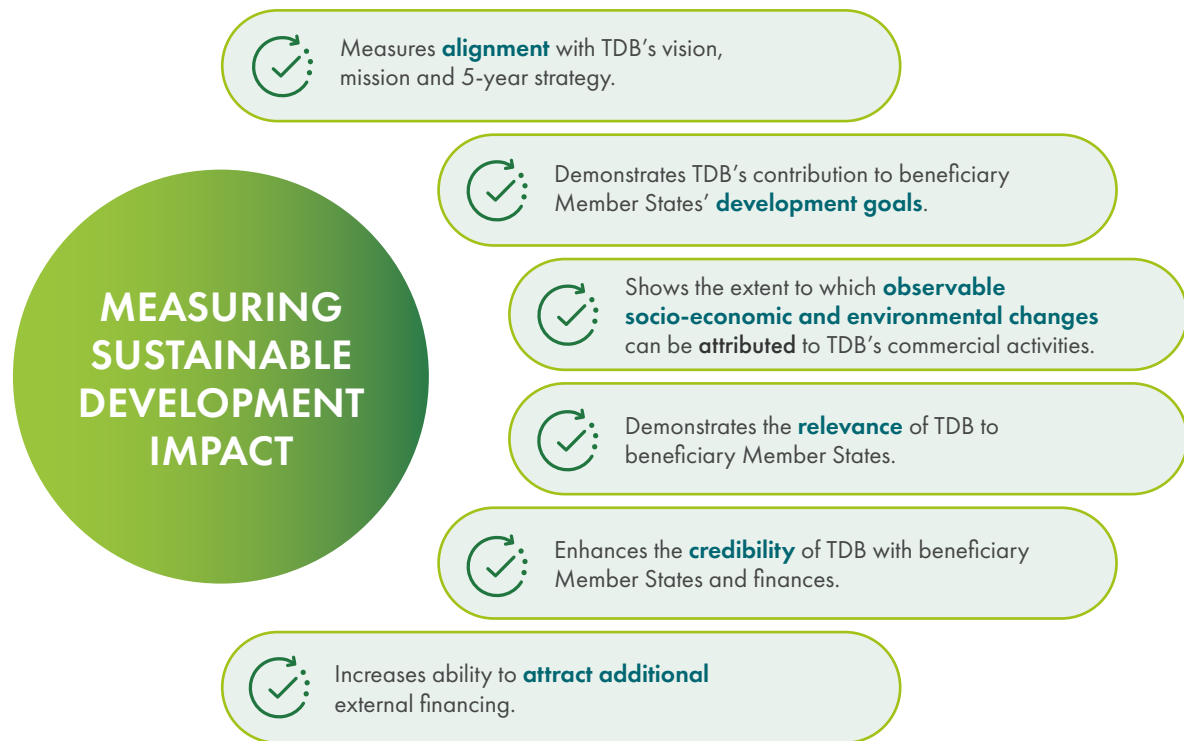 Measures alignment with TDB’s vision,
mission and 5-year strategy.
Demonstrates TDB’s contribution to beneficiary
Member States’ development goals.
MEASURING
SUSTAINABLE
DEVELOPMENT
IMPACT
Shows the extent to which observable
socio-economic and environmental changes
can be attributed to TDB’s commercial activities.
Demonstrates the relevance of TDB to
beneficiary Member States.
Enhances the credibility of TDB with beneficiary
Member States and finances.
Increases ability to attract additional
external financing.